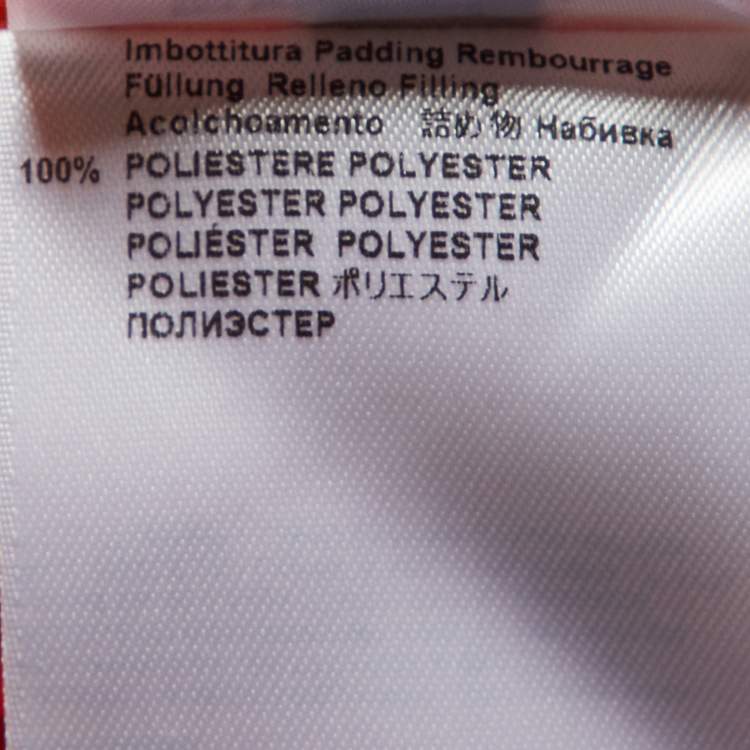 Imbottitura Padding Rembourrage
Füllung Relleno Filling
Acolchoamento 詰め物 Набивка
100% POLIESTERE POLYESTER
POLYESTER POLYESTER
POLIÉSTER POLYESTER
POLIESTER ポリエステル
ПОЛИЭСТЕР